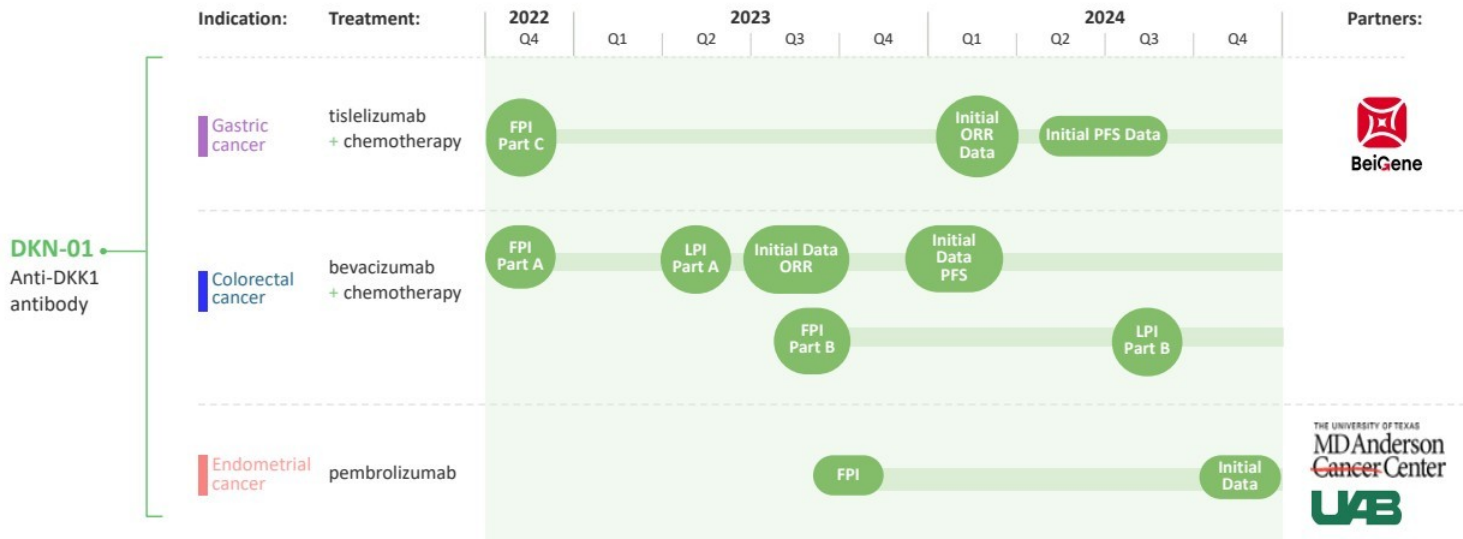 Indication: Treatment: 2022 2023 2024 Partners:
Q4 Q1 Q2 Q3 Q4 Q1 Q2 Q3 Q4
DKN-01
Anti-DKK1
antibody
Gastric
cancer
tislelizumab
+ chemotherapy
FPI
Part C
Initial
ORR
Data
Initial PFS Data
BeiGene
Colorectal
cancer
bevacizumab
+ chemotherapy
FPI
Part A
LPI
Part A
Initial Data
ORR
Initial
Data
PFS
FPI
Part B
LPI
Part B
Endometrial
cancer
pembrolizumab
FPI
Initial
Data
THE UNIVERSITY OF TEXAS
MD Anderson
Cancer Center
UAB